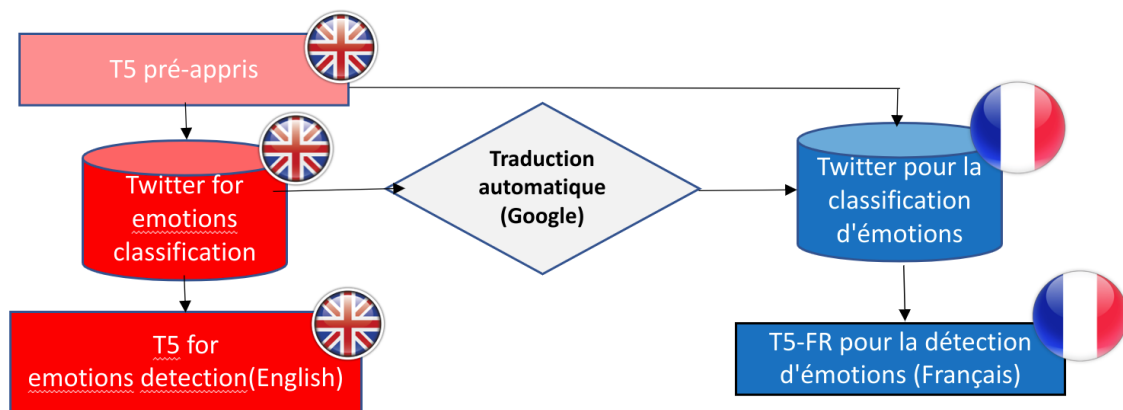 T5 pré-appris
Twitter for
emotions
classification
Traduction
automatique
(Google)
Twitter pour la
classification
d'émotions
T5 for
emotions detection(English)
T5-FR pour la détection
d'émotions (Français)